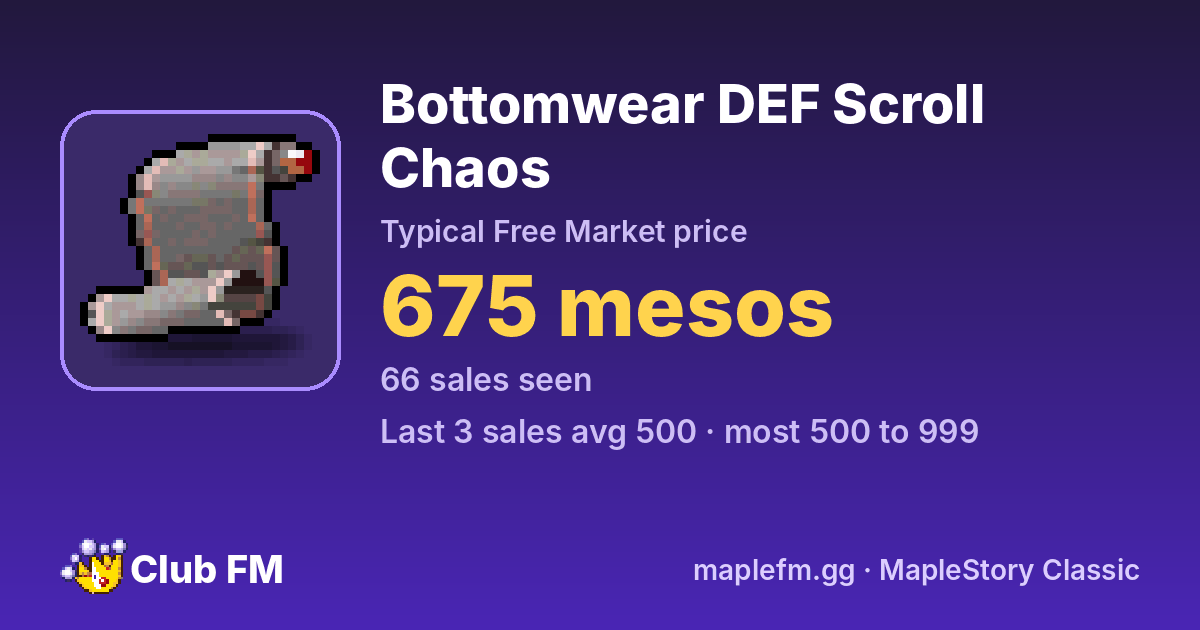 Bottomwear DEF Scroll
Chaos
Typical Free Market price
675 mesos
66 sales seen
Last 3 sales avg 500 · most 500 to 999
Club FM
maplefm.gg · MapleStory Classic